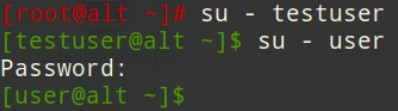 [root@alt ~]# su - testuser
[testuser@alt ~]$ su - user
Password:
[user@alt ~]$